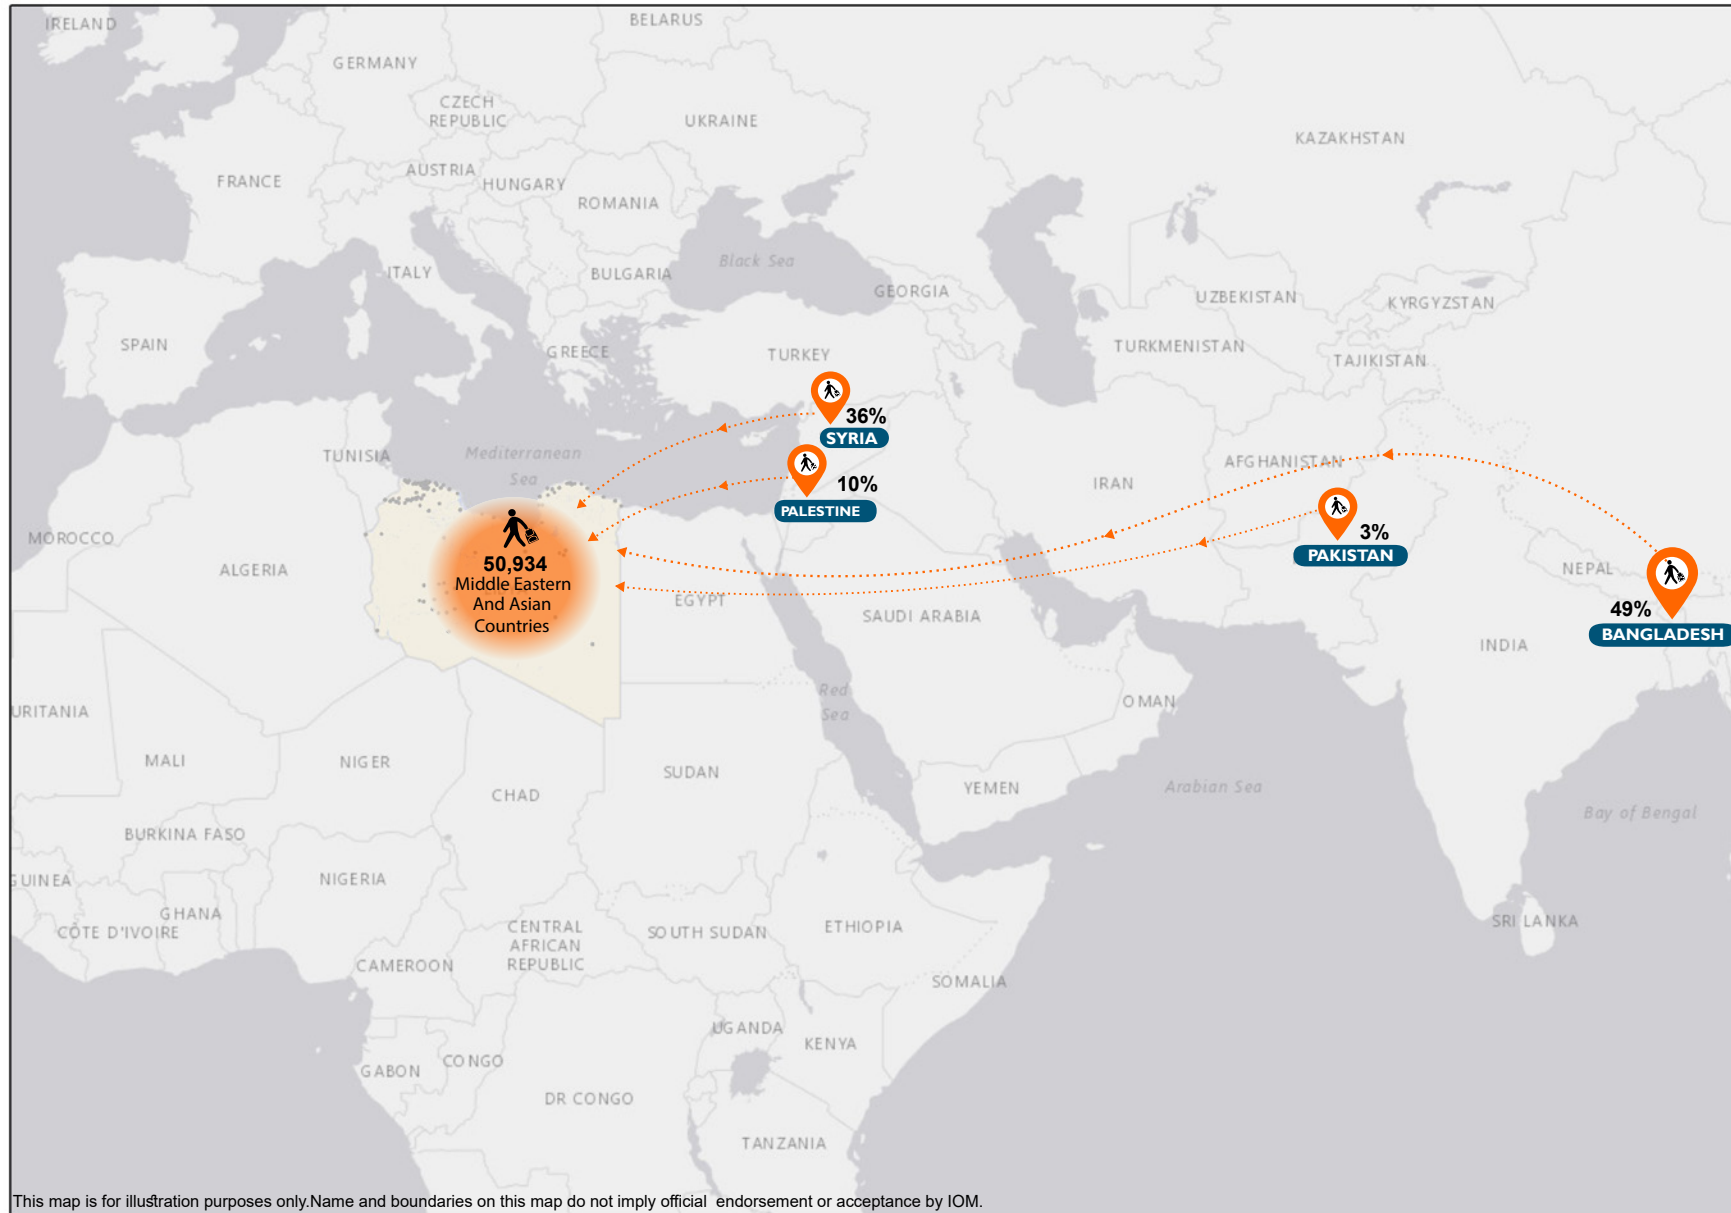 IRELAND
BELARUS
GERMANY
CZECH
REPUBLIC
UKRAINE
KAZAKHSTAN
FRANCE
AUSTRIA
HUNGARY
ROMANIA
ITALY
BULGARIA
Black Sea
GEORGIA
UZBEKISTAN
KYRGYZSTAN
SPAIN
GREECE
TURKEY
TURKMENISTAN
TAJIKISTAN
36%
SYRIA
TUNISIA
Mediterranean
Sea
AFGHANISTAN
IRAN
10%
PALESTINE
3%
PAKISTAN
MOROCCO
ALGERIA
50,934
Middle Eastern
And Asian
Countries
EGYPT
SAUDI ARABIA
NEPAL
49%
BANGLADESH
INDIA
Red
Sea
OMAN
URITANIA
MALI
NIGER
CHAD
SUDAN
YEMEN
Arabian Sea
Bay of Bengal
BURKINA FASO
GUINEA
NIGERIA
GHANA
CÔTE D'IVOIRE
CENTRAL
AFRICAN
REPUBLIC
SOUTH SUDAN
ETHIOPIA
SRI LANKA
CAMEROON
SOMALIA
UGANDA
KENYA
GABON
CONGO
DR CONGO
TANZANIA
This map is for illustration purposes only.Name and boundaries on this map do not imply official endorsement or acceptance by IOM.